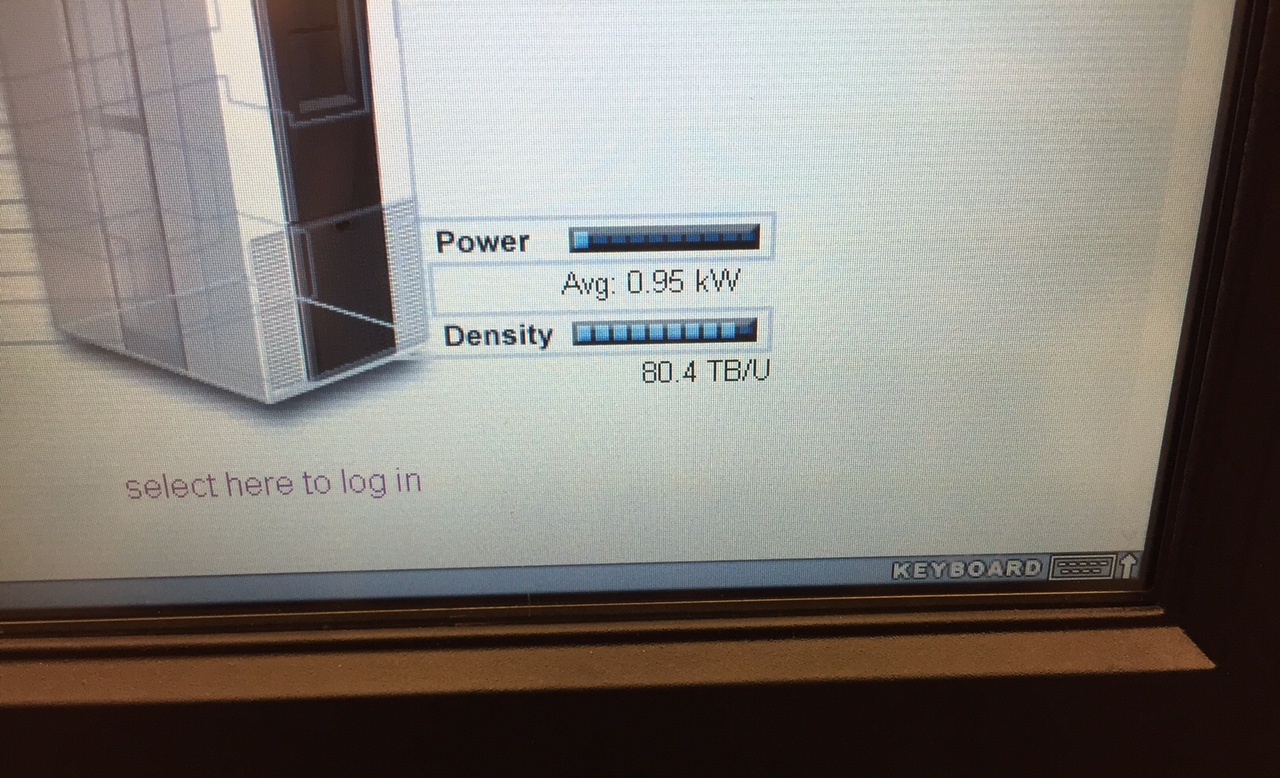 Power
Avg: 0.95 kW
Density
80.4 TB/U
select here to log in
KEYBOARD